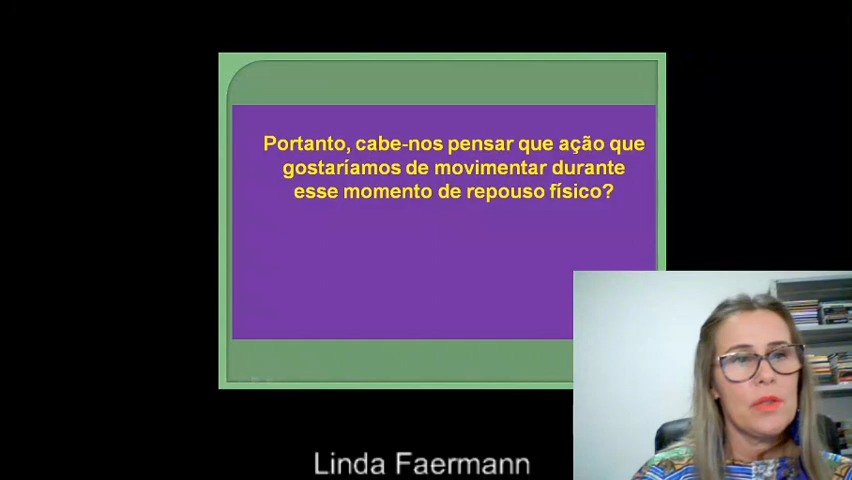 Portanto, cabe-nos pensar que ação que
gostaríamos de movimentar durante
esse momento de repouso físico?
Linda Faermann